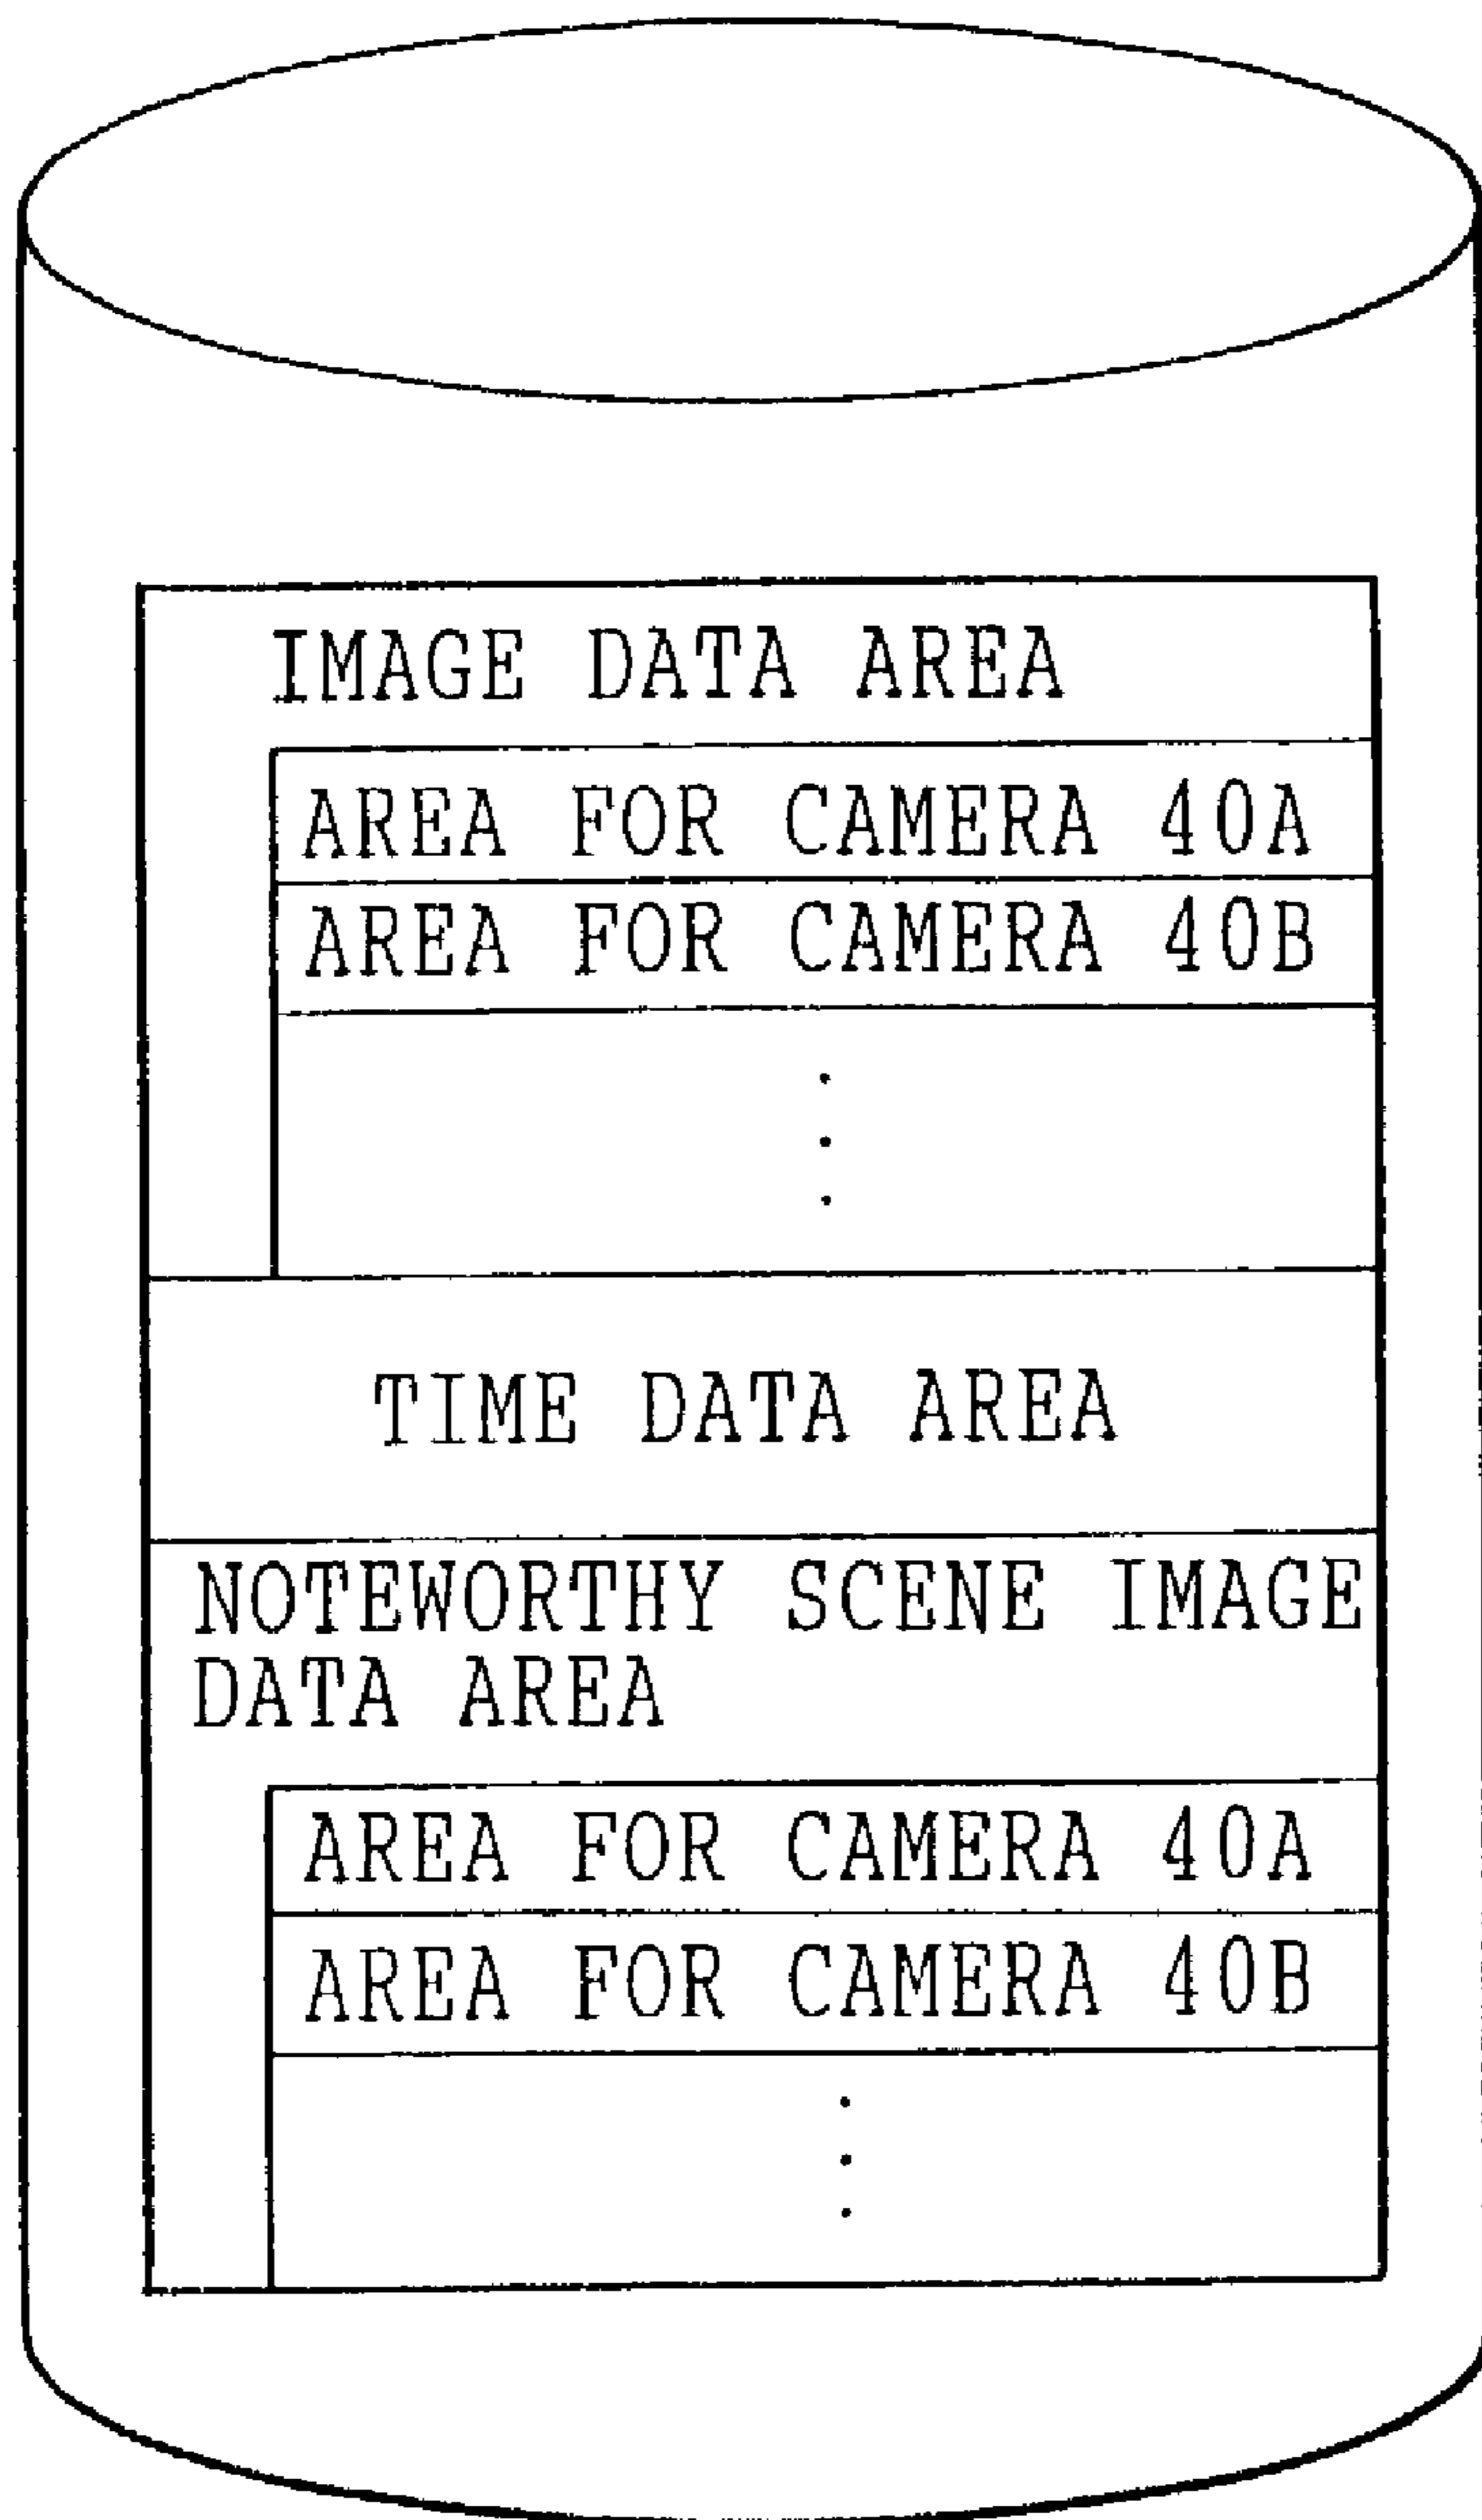 IMAGE DATA AREA
AREA FOR CAMERA 40A
AREA FOR CAMERA 40B
TIME DATA AREA
NOTEWORTHY SCENE IMAGE
DATA AREA
AREA FOR CAMERA 40A
AREA FOR CAMERA 40B